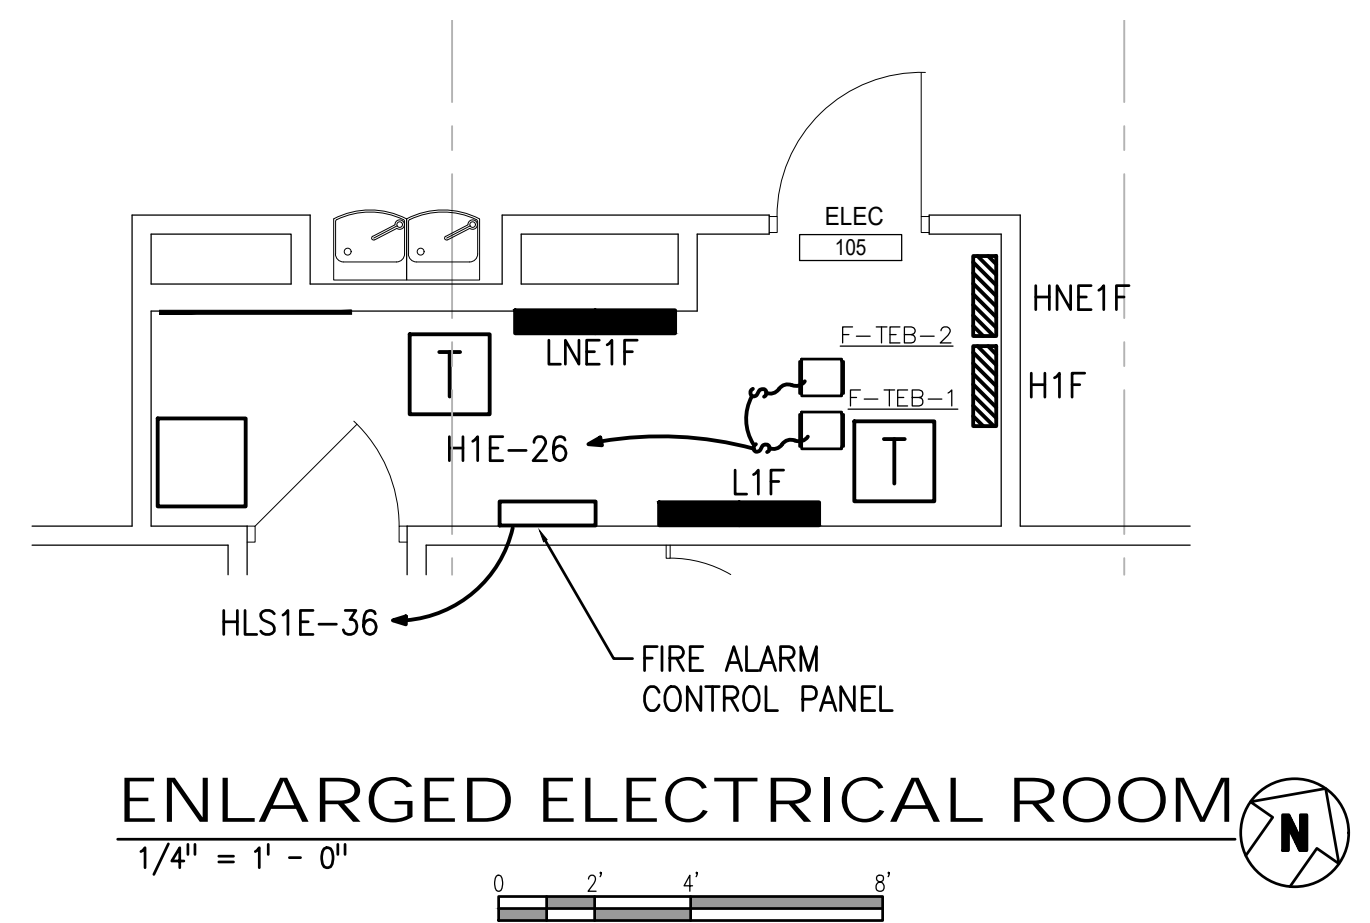 ELEC
105
HNE1F
F-TEB-2
LNE1F
T
H1F
F-TEB-1
H1E-26
T
L1F
HLS1E-36
FIRE ALARM
CONTROL PANEL
ENLARGED ELECTRICAL ROOM
N
1/4" = 1' - 0"
0 2' 4' 8'